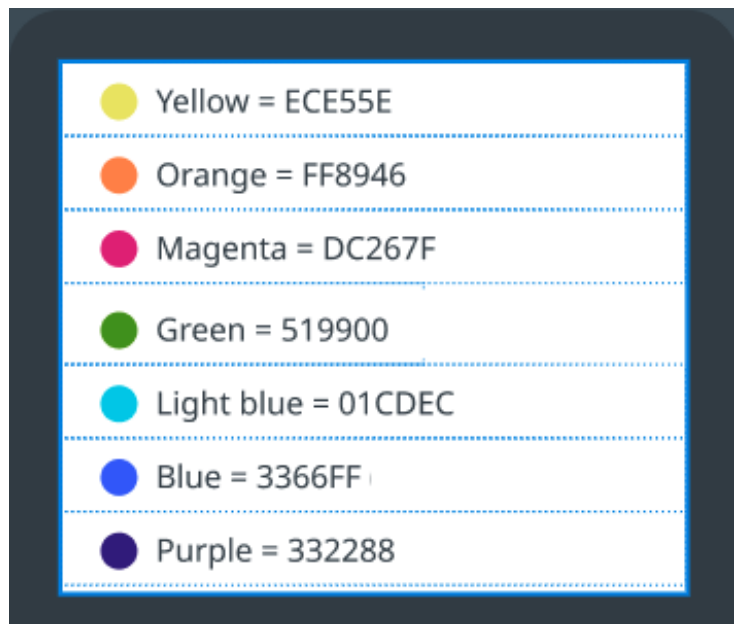 Yellow = ECE55E
Orange = FF8946
Magenta = DC267F
Green = 519900
Light blue = 01CDEC
Blue = 3366FF
Purple = 332288